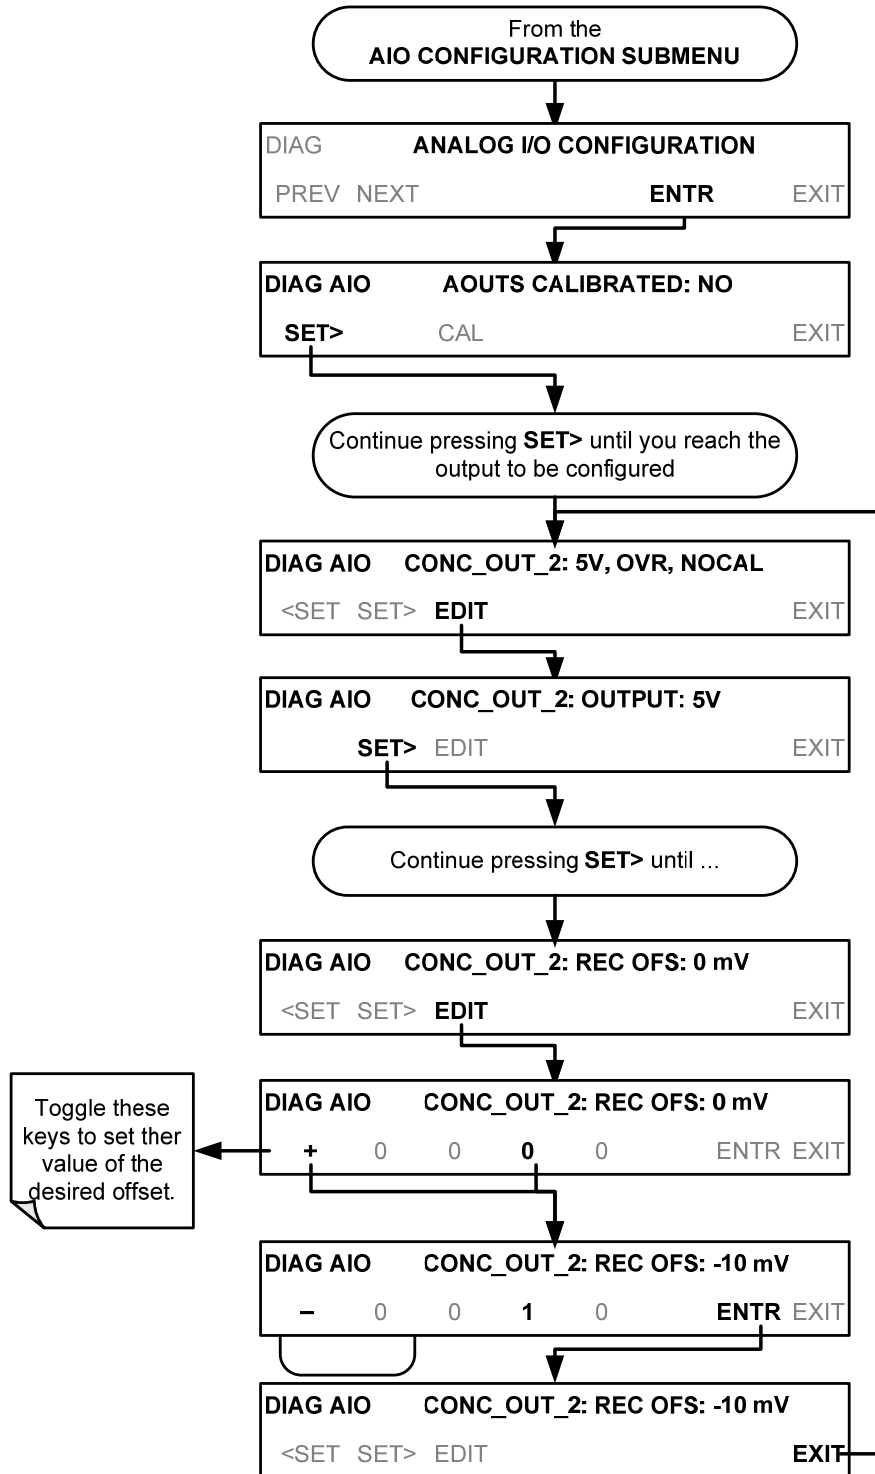 From the
AIO CONFIGURATION SUBMENU
DIAG ANALOG I/O CONFIGURATION
PREV NEXT ENTR EXIT
DIAG AIO AOUTS CALIBRATED: NO
SET> CAL EXIT
Continue pressing SET> until you reach the
output to be configured
DIAG AIO CONC_OUT_2: 5V, OVR, NOCAL
<SET SET> EDIT EXIT
DIAG AIO CONC_OUT_2: OUTPUT: 5V
SET> EDIT EXIT
Continue pressing SET> until ...
DIAG AIO CONC_OUT_2: REC OFS: 0 mV
<SET SET> EDIT EXIT
Toggle these
keys to set ther
value of the
desired offset.
DIAG AIO CONC_OUT_2: REC OFS: 0 mV
+ 0 0 0 0 ENTR EXIT
DIAG AIO CONC_OUT_2: REC OFS: -10 mV
– 0 0 1 0 ENTR EXIT
DIAG AIO CONC_OUT_2: REC OFS: -10 mV
<SET SET> EDIT EXIT